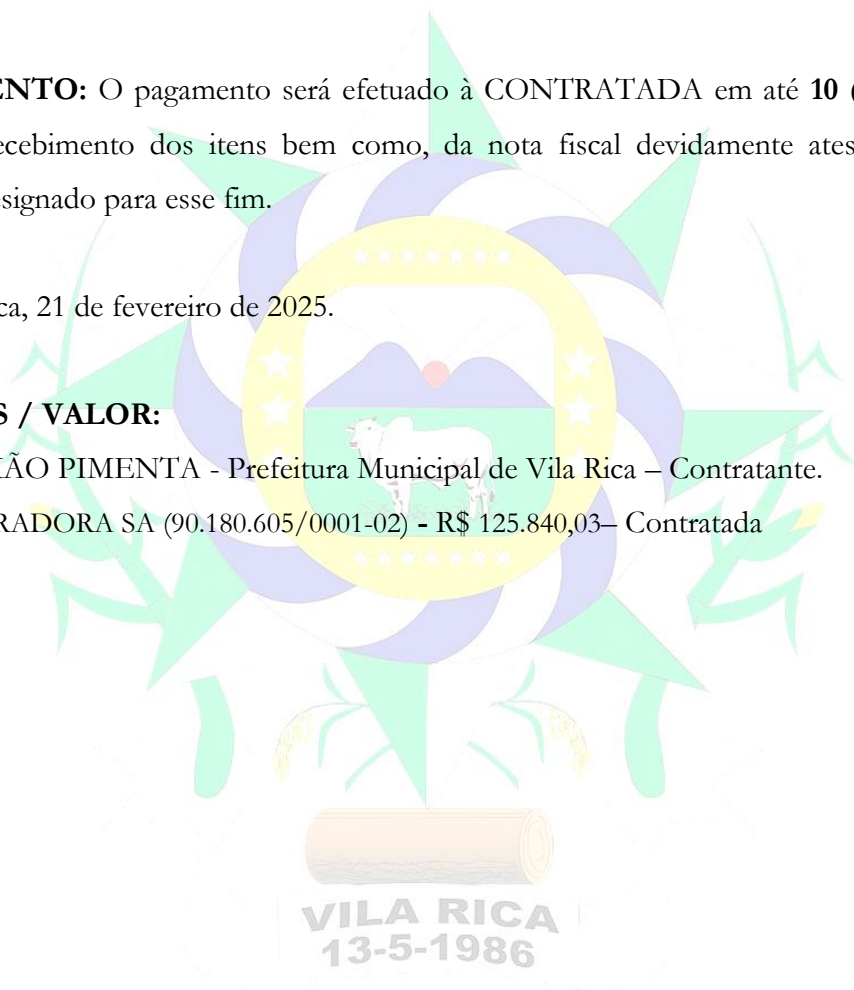 ENTO: O pagamento será efetuado à CONTRATADA em até 10 (
ecebimento dos itens bem como, da nota fiscal devidamente ates
signado para esse fim.
ca, 21 de fevereiro de 2025.
S / VALOR:
ÃO PIMENTA - Prefeitura Municipal de Vila Rica – Contratante.
RADORA SA (90.180.605/0001-02) - R$ 125.840,03– Contratada
VILA RICA
13-5-1986